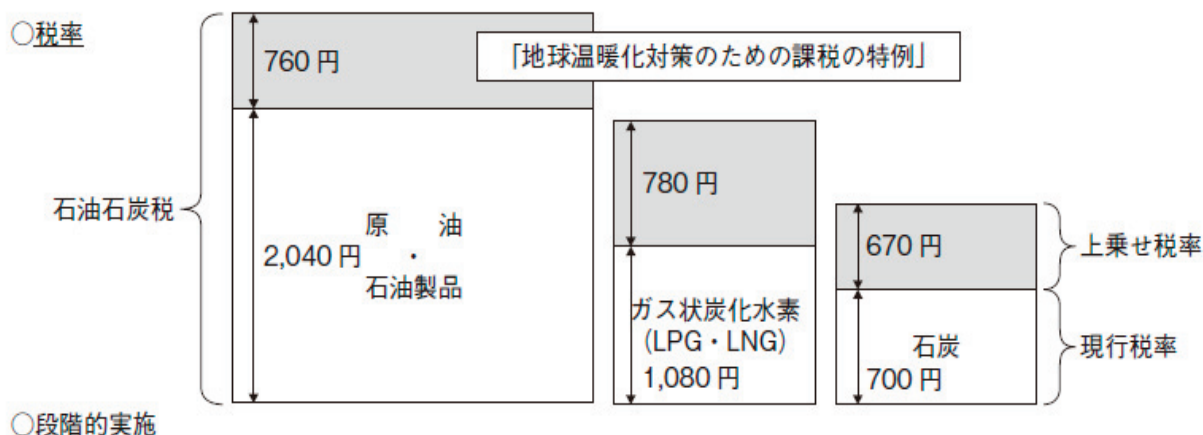 ○税率
760 円
「地球温暖化対策のための課税の特例」
780 円
石油石炭税
原 油
2,040 円 ・
石油製品
670 円
上乗せ税率
ガス状炭化水素
(LPG・LNG)
1,080 円
石炭
700 円
現行税率
○段階的実施